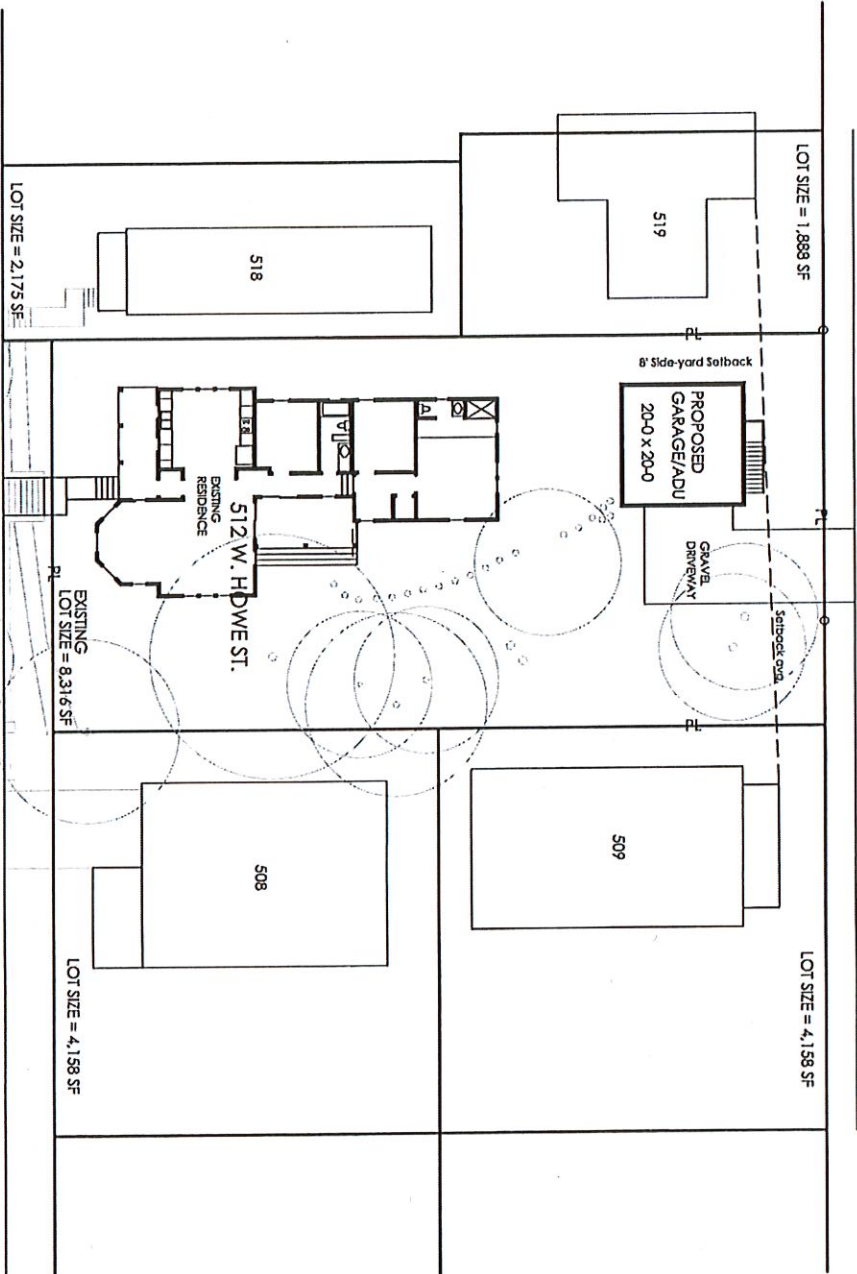 LOT SIZE = 1,888 SF
519
LOT SIZE = 2,175 SF
518
PL
8' Side-yard Setback
PROPOSED
GARAGE/ADU
20-0 x 20-0
PL
GRAVEL
DRIVEWAY
Setback avg.
512 W. HOWE ST.
EXISTING
RESIDENCE
PL
EXISTING
LOT SIZE = 8,316 SF
PL
509
LOT SIZE = 4,158 SF
508
LOT SIZE = 4,158 SF